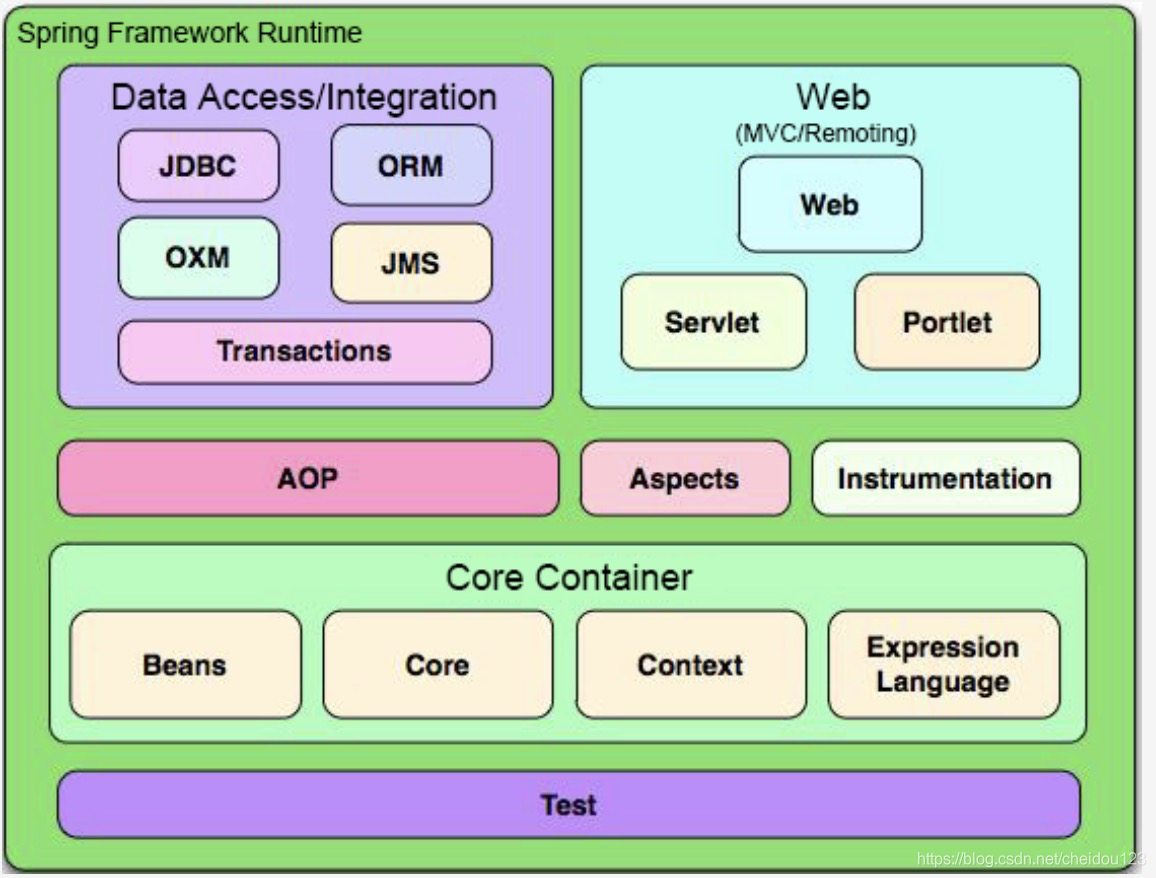 Spring Framework Runtime
Data Access/Integration
JDBC
ORM
OXM
JMS
Transactions
Web
(MVC/Remoting)
Web
Servlet
Portlet
AOP
Aspects
Instrumentation
Core Container
Beans
Core
Context
Expression
Language
Test
https://blog.csdn.net/cheidou123